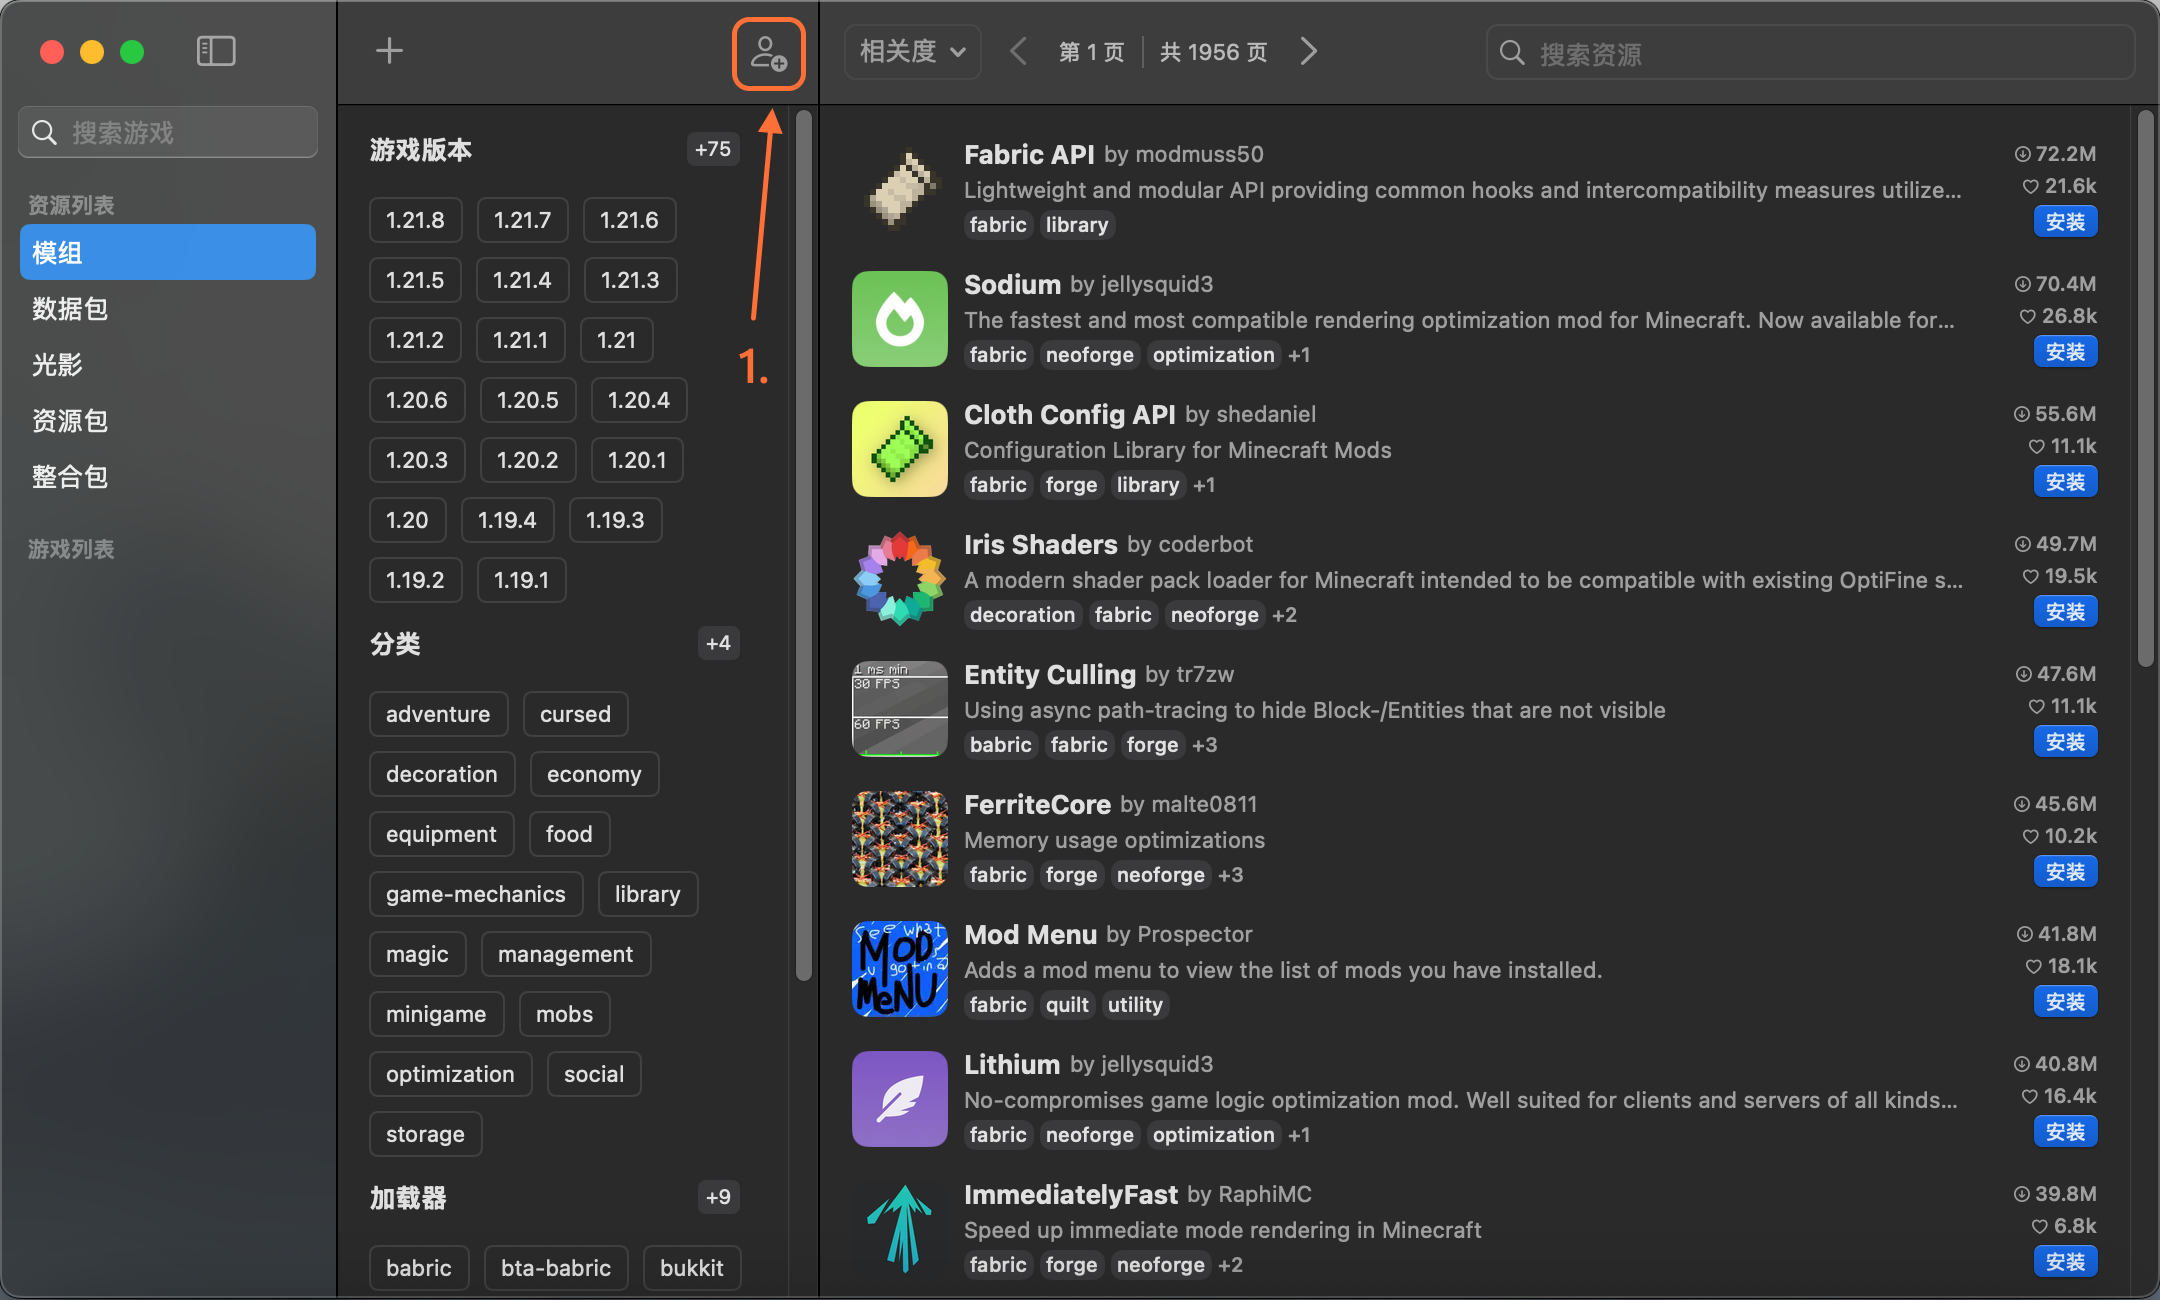 搜索游戏
资源列表
模组
数据包
光影
资源包
整合包
游戏列表
游戏版本 +75
1.21.8 1.21.7 1.21.6
1.21.5 1.21.4 1.21.3
1.21.2 1.21.1 1.21
1.20.6 1.20.5 1.20.4
1.20.3 1.20.2 1.20.1
1.20 1.19.4 1.19.3
1.19.2 1.19.1
1.
分类 +4
adventure cursed
decoration economy
equipment food
game-mechanics library
magic management
minigame mobs
optimization social
storage
加载器 +9
babric bta-babric bukkit
相关度 第 1 页 共 1956 页 搜索资源
Fabric API by modmuss50 72.2M
Lightweight and modular API providing common hooks and intercompatibility measures utilize... 21.6k
fabric library 安装
Sodium by jellysquid3 70.4M
The fastest and most compatible rendering optimization mod for Minecraft. Now available for... 26.8k
fabric neoforge optimization +1 安装
Cloth Config API by shedaniel 55.6M
Configuration Library for Minecraft Mods 11.1k
fabric forge library +1 安装
Iris Shaders by coderbot 49.7M
A modern shader pack loader for Minecraft intended to be compatible with existing OptiFine s... 19.5k
decoration fabric neoforge +2 安装
1 ms min
30 FPS
60 FPS
Entity Culling by tr7zw 47.6M
Using async path-tracing to hide Block-/Entities that are not visible 11.1k
babric fabric forge +3 安装
FerriteCore by malte0811 45.6M
Memory usage optimizations 10.2k
fabric forge neoforge +3 安装
see what
MOD
MeNU
Mod Menu by Prospector 41.8M
Adds a mod menu to view the list of mods you have installed. 18.1k
fabric quilt utility 安装
Lithium by jellysquid3 40.8M
No-compromises game logic optimization mod. Well suited for clients and servers of all kinds... 16.4k
fabric neoforge optimization +1 安装
ImmediatelyFast by RaphiMC 39.8M
Speed up immediate mode rendering in Minecraft 6.8k
fabric forge neoforge +2 安装